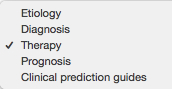 Etiology
Diagnosis
✓ Therapy
Prognosis
Clinical prediction guides